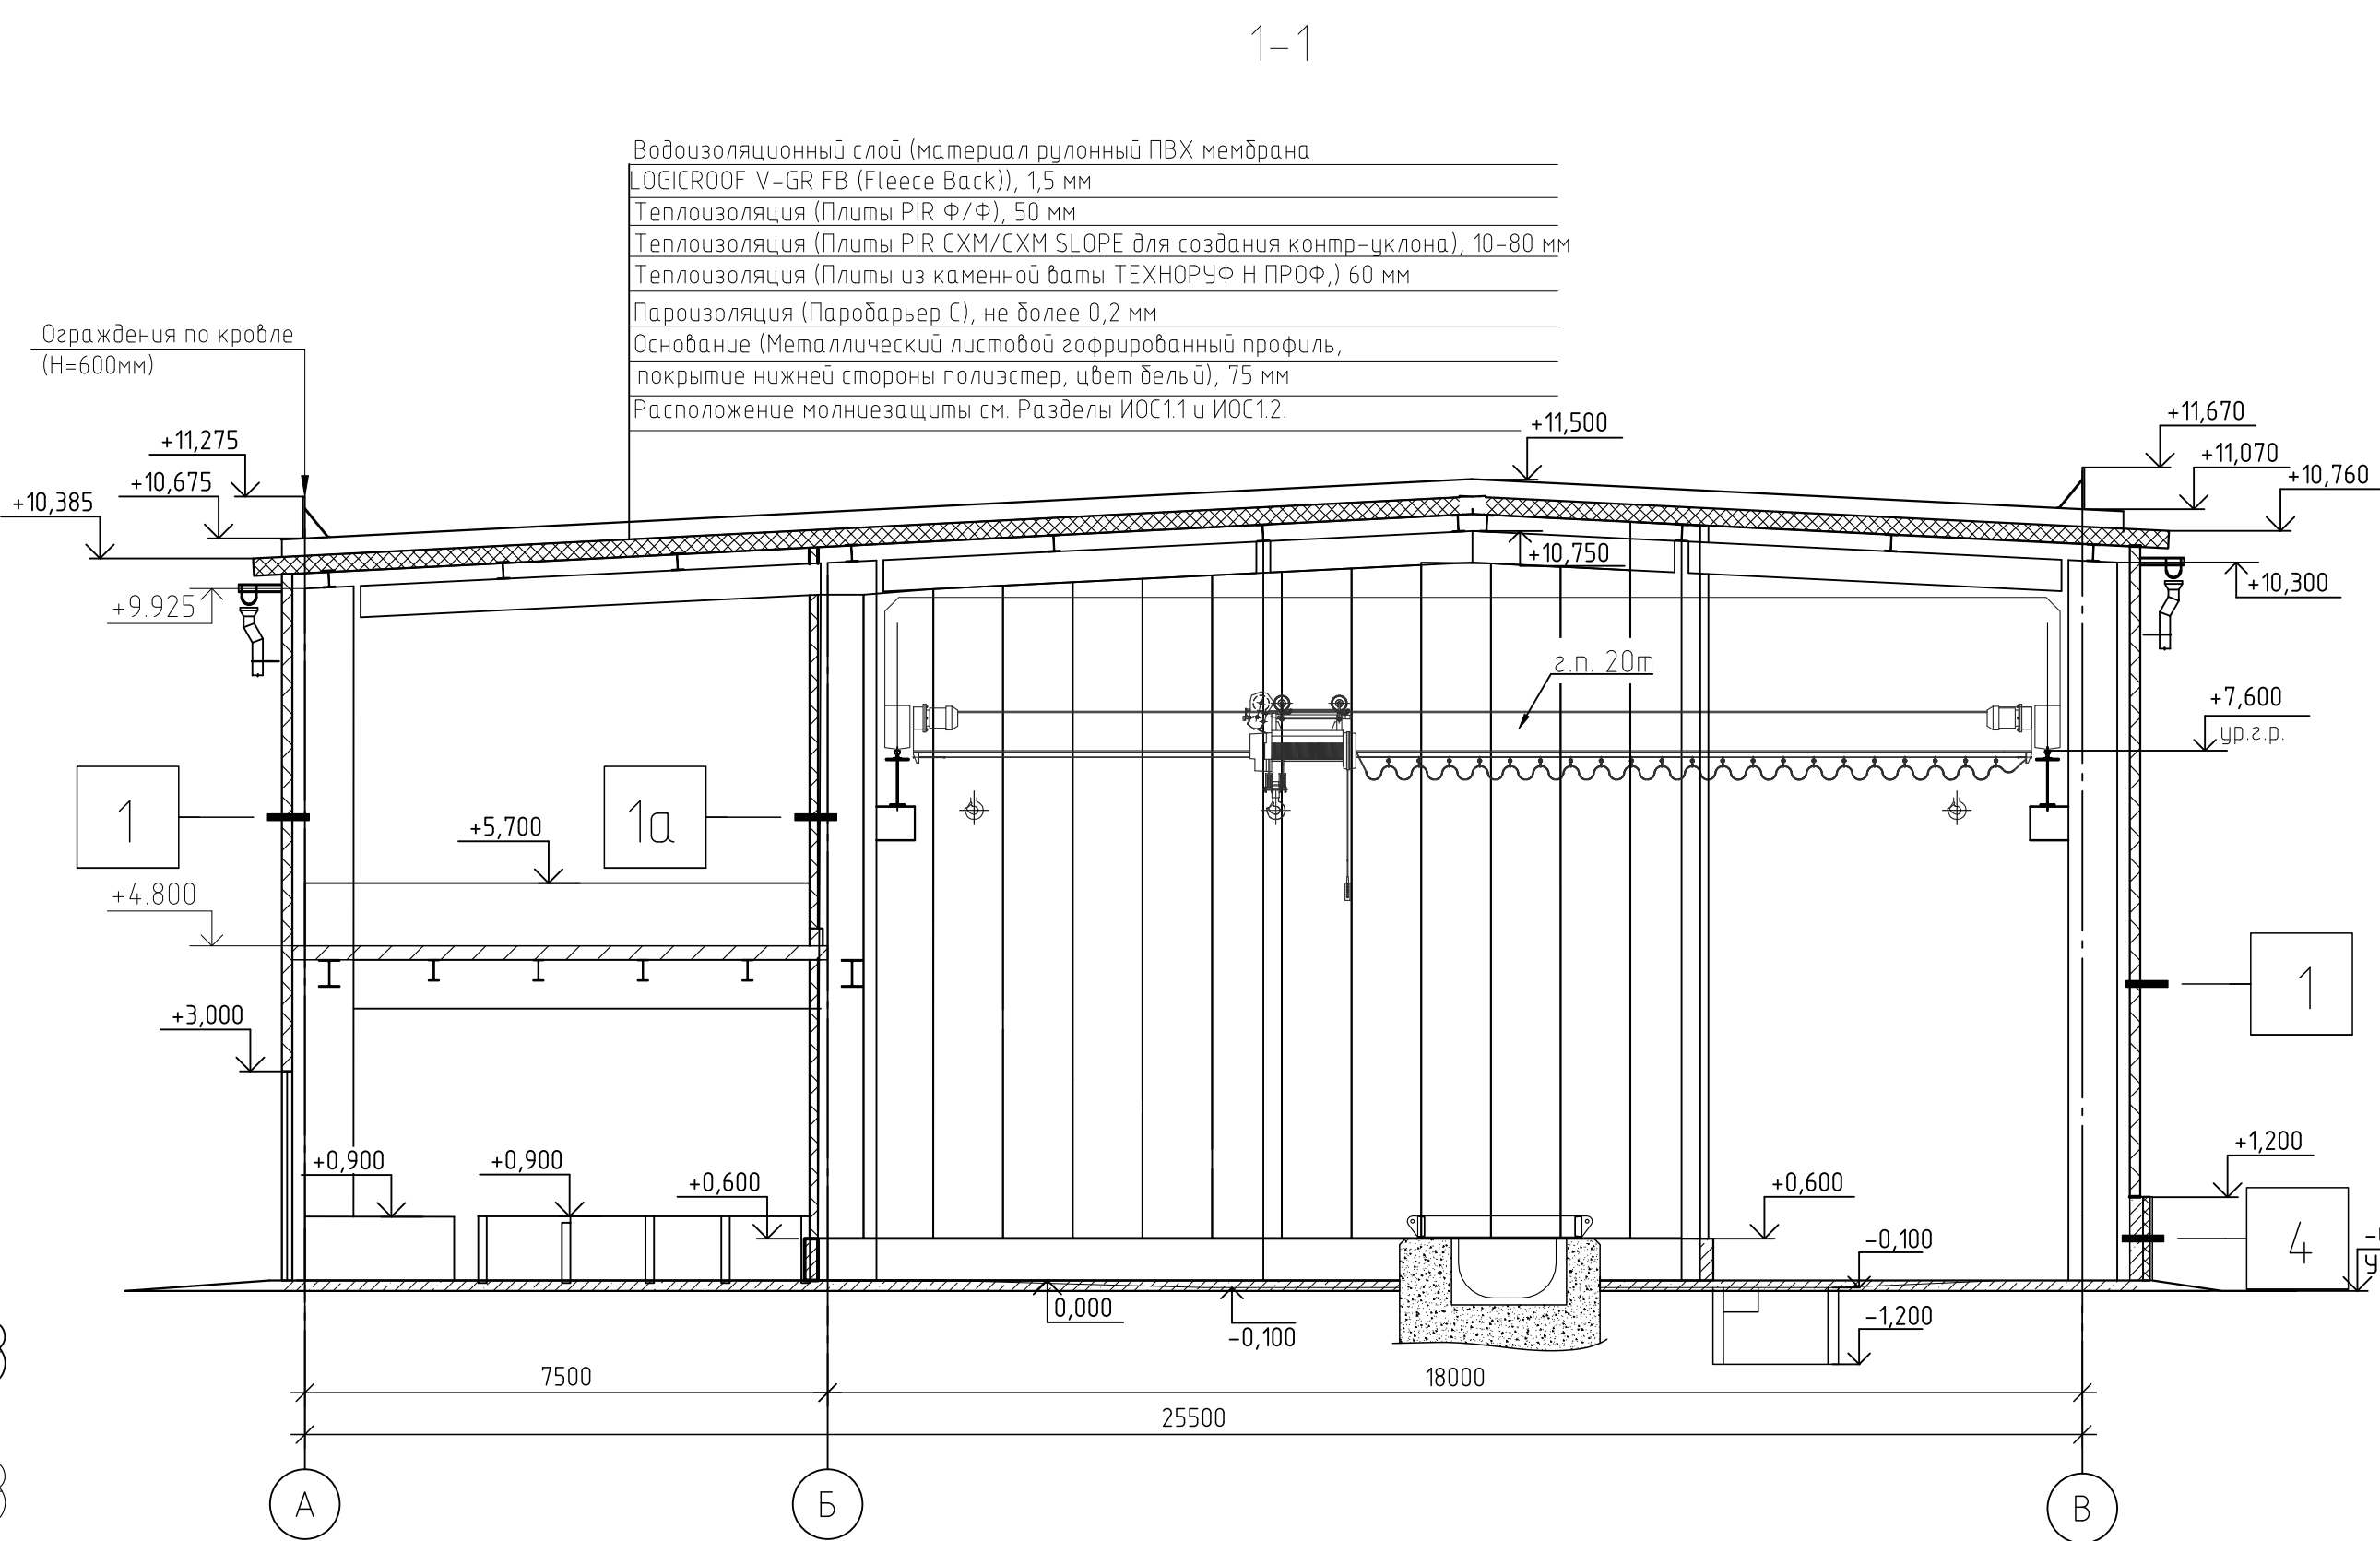 1-1
Водоизоляционный слой (материал рулонный ПВХ мембрана
LOGICROOF V-GR FB (Fleece Back)), 1,5 мм
Теплоизоляция (Плиты PIR Ф/Ф), 50 мм
Теплоизоляция (Плиты PIR СХМ/СХМ SLOPE для создания контр-уклона), 10-80 мм
Теплоизоляция (Плиты из каменной ваты ТЕХНОРУФ Н ПРОФ,) 60 мм
Пароизоляция (Паробарьер С), не более 0,2 мм
Основание (Металлический листовой гофрированный профиль,
покрытие нижней стороны полиэстер, цвет белый), 75 мм
Расположение молниезащиты см. Разделы ИОС1.1 и ИОС1.2.
Ограждения по кровле
(Н=600мм)
+11,275
+10,675
+10,385
+9.925
+11,500
+10,750
+11,670
+11,070
+10,760
+10,300
г.п. 20т
+7,600
ур.г.р.
1
1а
+5,700
+4.800
+3,000
1
+0,900
+0,900
+0,600
+0,600
+1,200
4
-0,100
-1,200
0,000
-0,100
7500
18000
25500
А
Б
В